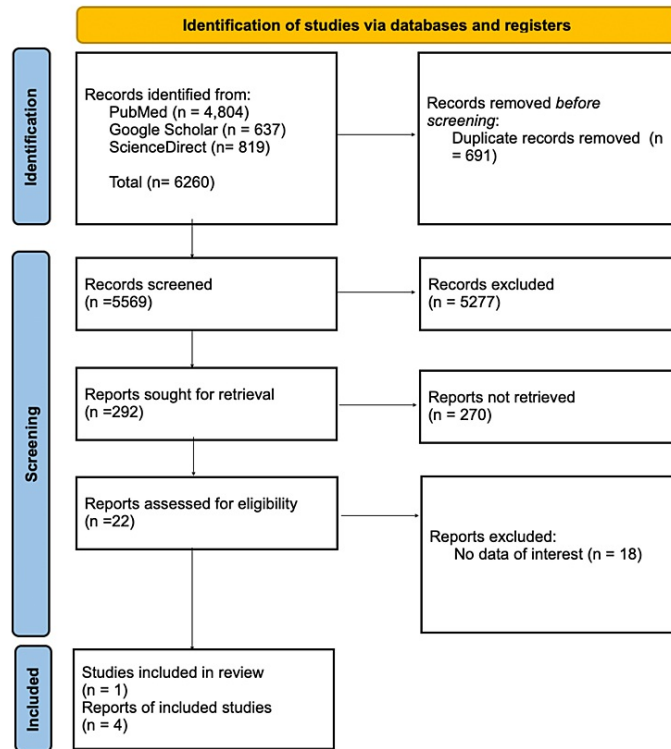 Identification of studies via databases and registers
Identification
Records identified from:
PubMed (n = 4,804)
Google Scholar (n = 637)
ScienceDirect (n= 819)
Total (n= 6260)
Records removed before
screening:
Duplicate records removed (n
= 691)
Screening
Records screened
(n =5569)
Records excluded
(n = 5277)
Reports sought for retrieval
(n =292)
Reports not retrieved
(n = 270)
Reports assessed for eligibility
(n =22)
Reports excluded:
No data of interest (n = 18)
Included
Studies included in review
(n = 1)
Reports of included studies
(n = 4)